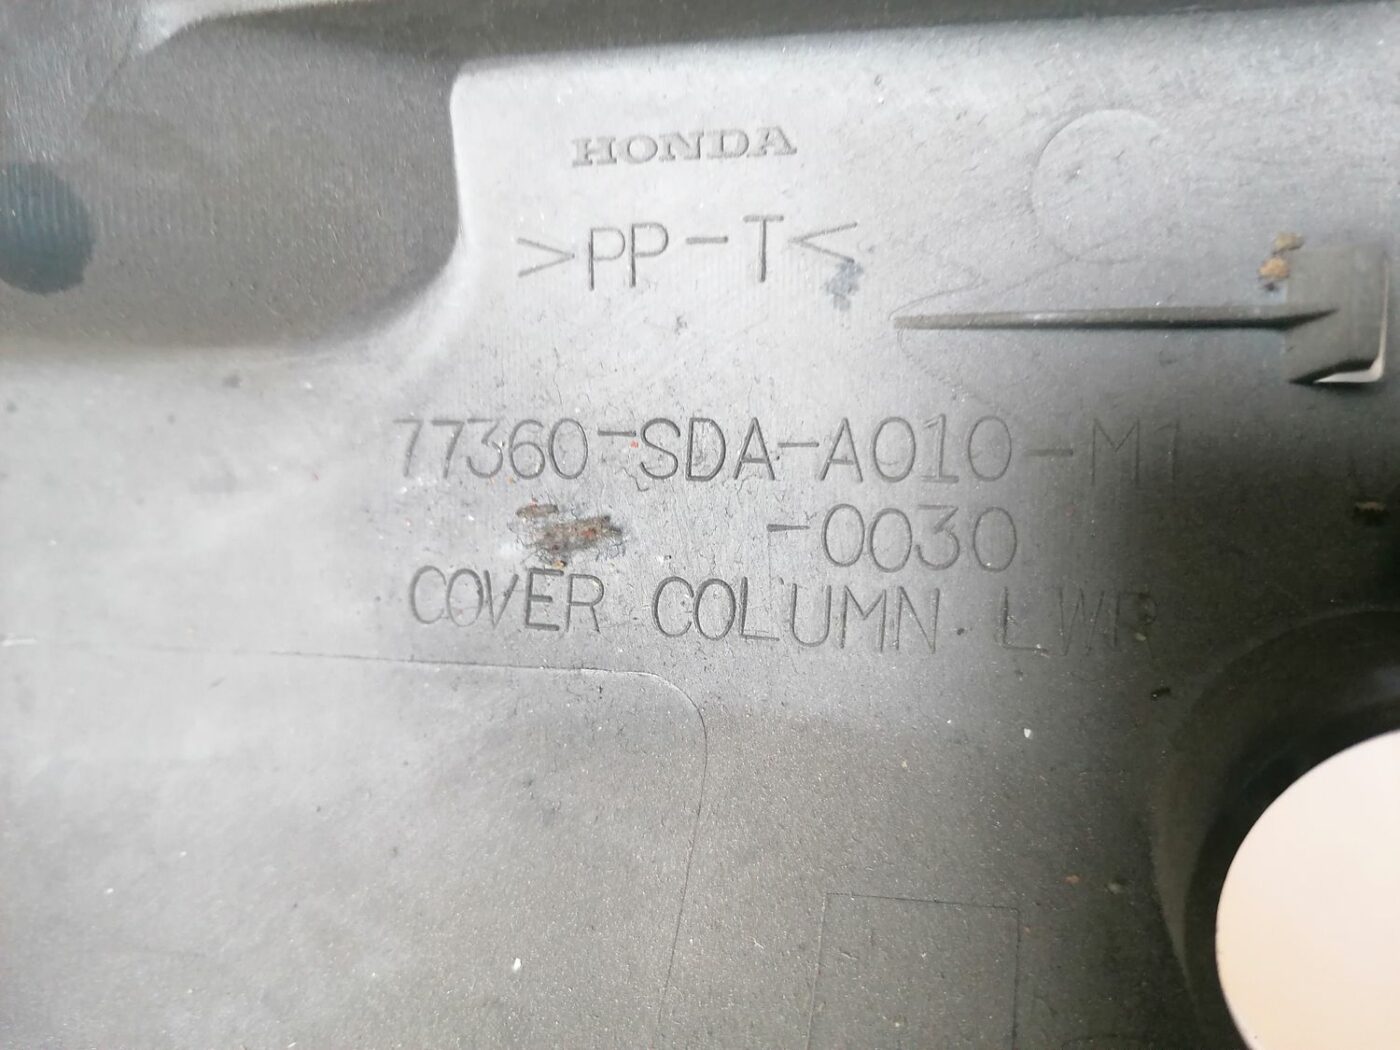 HONDA
>PP-T<
77360-SDA-A010-M1
-0030
COVER COLUMN LWR